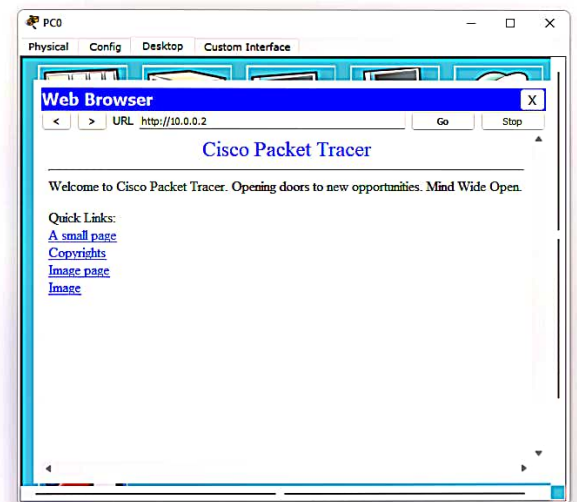 PC0
Physical Config Desktop Custom Interface
Web Browser X
< > URL http://10.0.0.2 Go Stop
Cisco Packet Tracer
Welcome to Cisco Packet Tracer. Opening doors to new opportunities. Mind Wide Open.
Quick Links:
A small page
Copyrights
Image page
Image